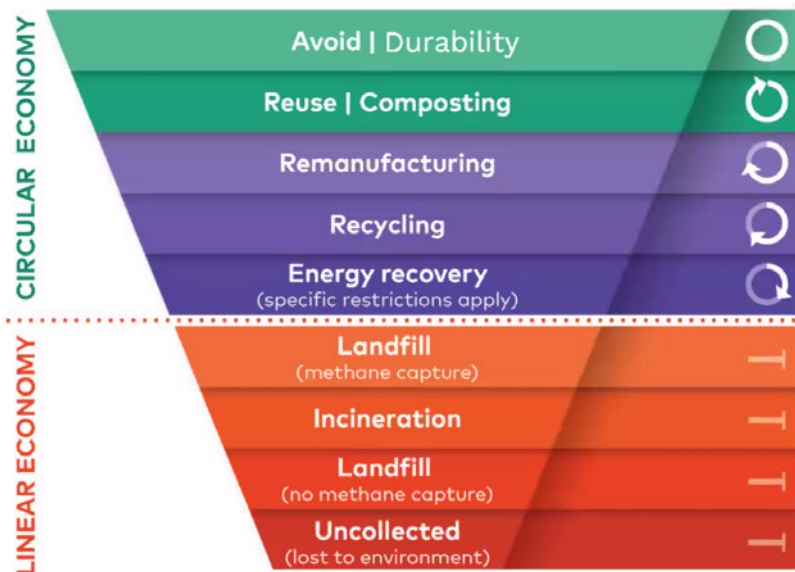 CIRCULAR ECONOMY
Avoid | Durability
Reuse | Composting
Remanufacturing
Recycling
Energy recovery
(specific restrictions apply)
LINEAR ECONOMY
Landfill
(methane capture)
Incineration
Landfill
(no methane capture)
Uncollected
(lost to environment)